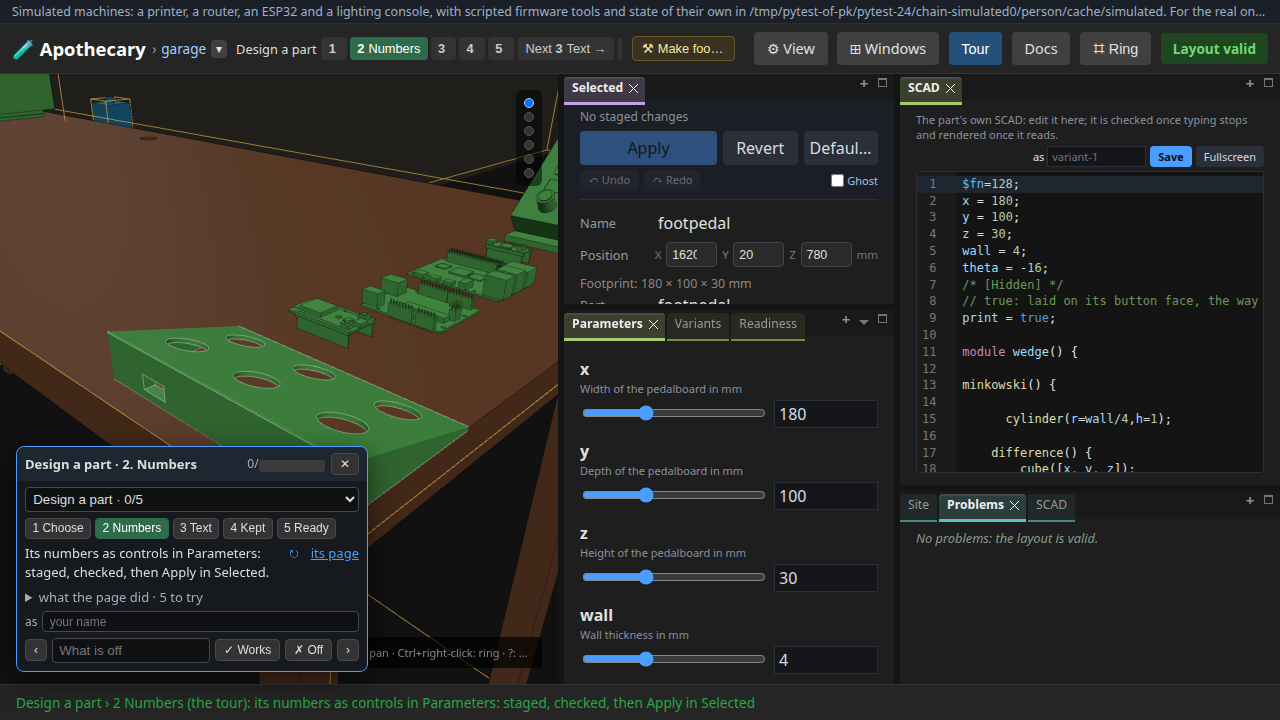 Simulated machines: a printer, a router, an ESP32 and a lighting console, with scripted firmware tools and state of their own in /tmp/pytest-of-pk/pytest-24/chain-simulated0/person/cache/simulated. For the real on...
Apothecary › garage ▾ Design a part 1 2 Numbers 3 4 5 Next 3 Text → ⚒ Make foo… ⚙ View ⊞ Windows Tour Docs ⌗ Ring Layout valid
Selected
No staged changes
Apply Revert Defaul...
↶ Undo ↷ Redo Ghost
Name footpedal
Position X 1620 Y 20 Z 780 mm
Footprint: 180 × 100 × 30 mm
Part footpedal
Parameters Variants Readiness
x
Width of the pedalboard in mm
180
y
Depth of the pedalboard in mm
100
z
Height of the pedalboard in mm
30
wall
Wall thickness in mm
4
SCAD
The part's own SCAD: edit it here; it is checked once typing stops
and rendered once it reads.
as variant-1 Save Fullscreen
1 $fn=128;
2 x = 180;
3 y = 100;
4 z = 30;
5 wall = 4;
6 theta = -16;
7 /* [Hidden] */
8 // true: laid on its button face, the way
9 print = true;
10
11 module wedge() {
12
13 minkowski() {
14
15 cylinder(r=wall/4,h=1);
16
17 difference() {
18 cube([x, y, z]);
Site Problems SCAD
No problems: the layout is valid.
Design a part · 2. Numbers 0/
Design a part · 0/5
1 Choose 2 Numbers 3 Text 4 Kept 5 Ready
Its numbers as controls in Parameters: ↻ its page
staged, checked, then Apply in Selected.
▶ what the page did · 5 to try
as your name
‹ What is off ✓ Works ✗ Off ›
pan · Ctrl+right-click: ring · ?: ...
Design a part › 2 Numbers (the tour): its numbers as controls in Parameters: staged, checked, then Apply in Selected